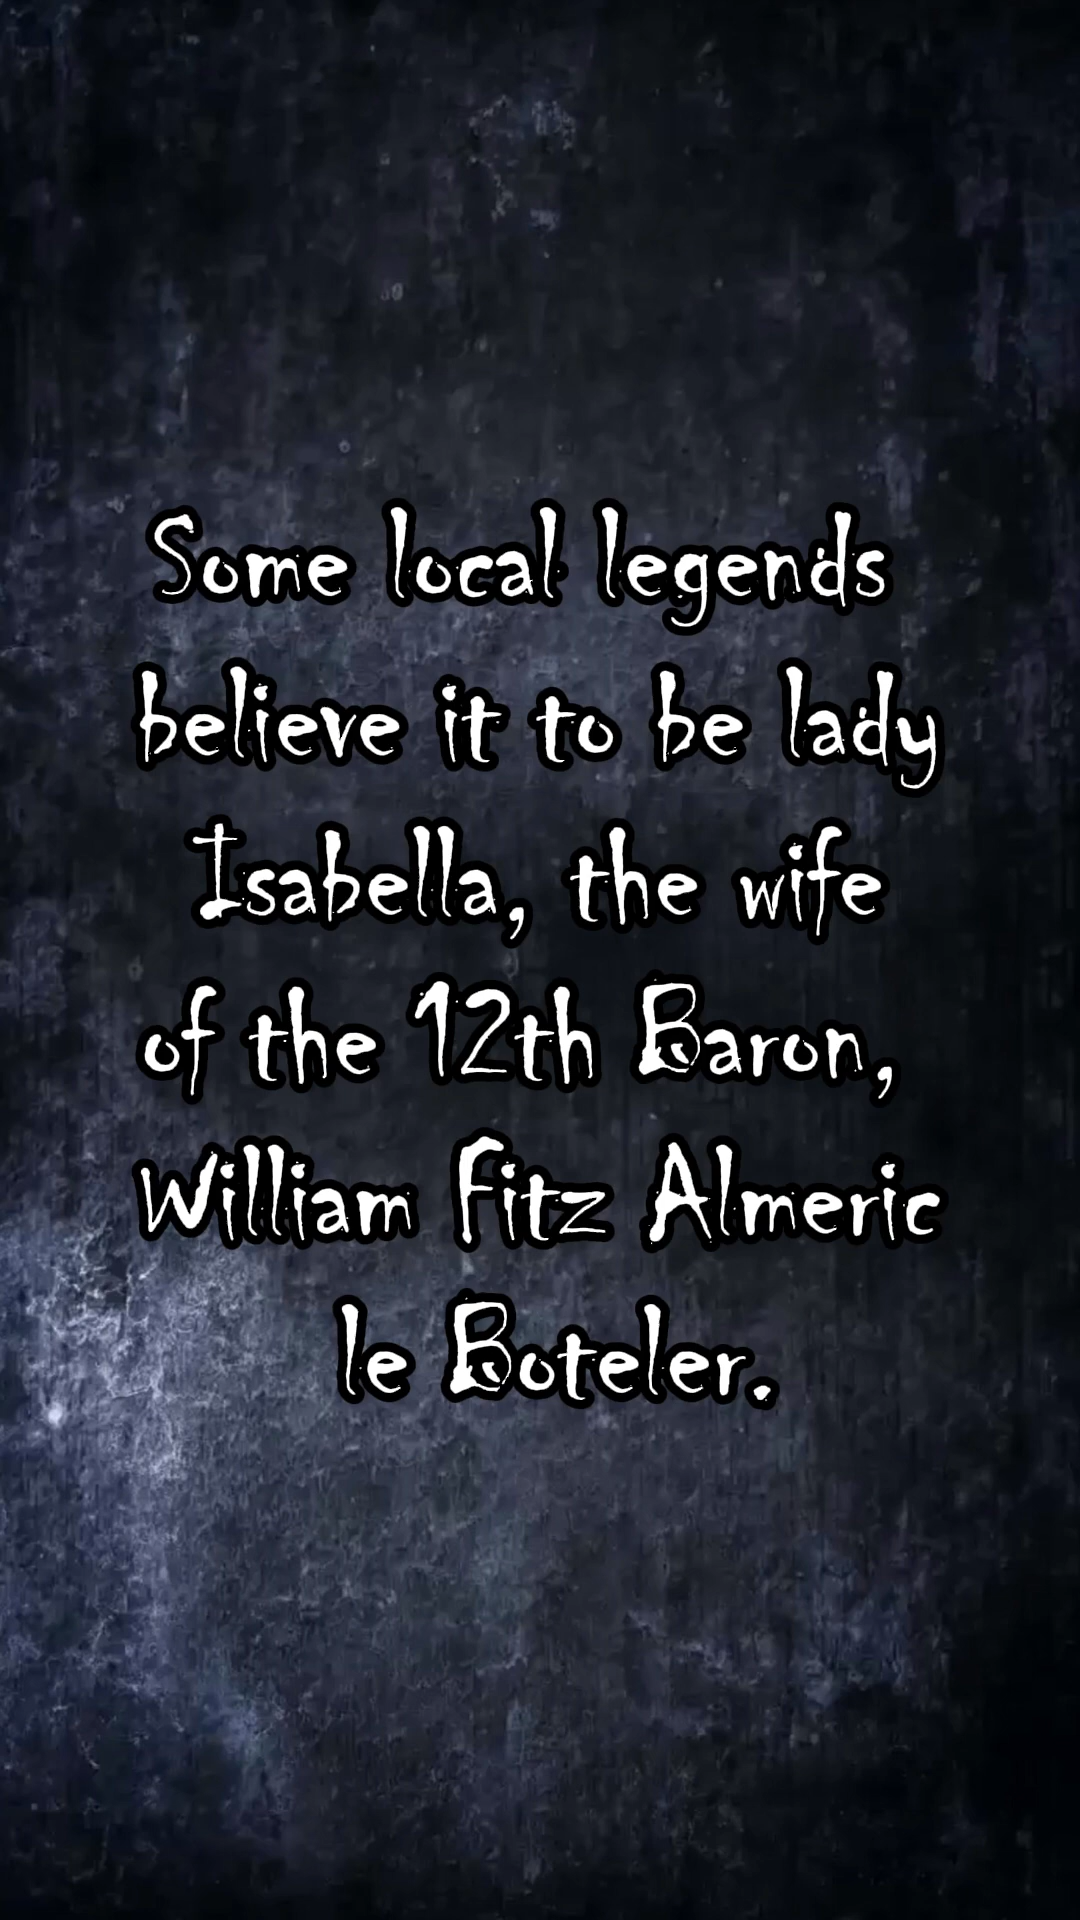 Some local legends
believe it to be lady
Isabella, the wife
of the 12th Baron,
William Fitz Almeric
le Boteler.